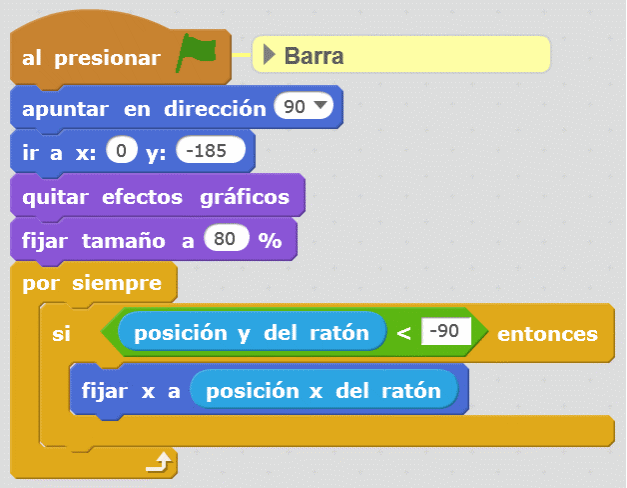 al presionar Barra
apuntar en dirección 90
ir a x: 0 y: -185
quitar efectos gráficos
fijar tamaño a 80 %
por siempre
si posición y del ratón < -90 entonces
fijar x a posición x del ratón